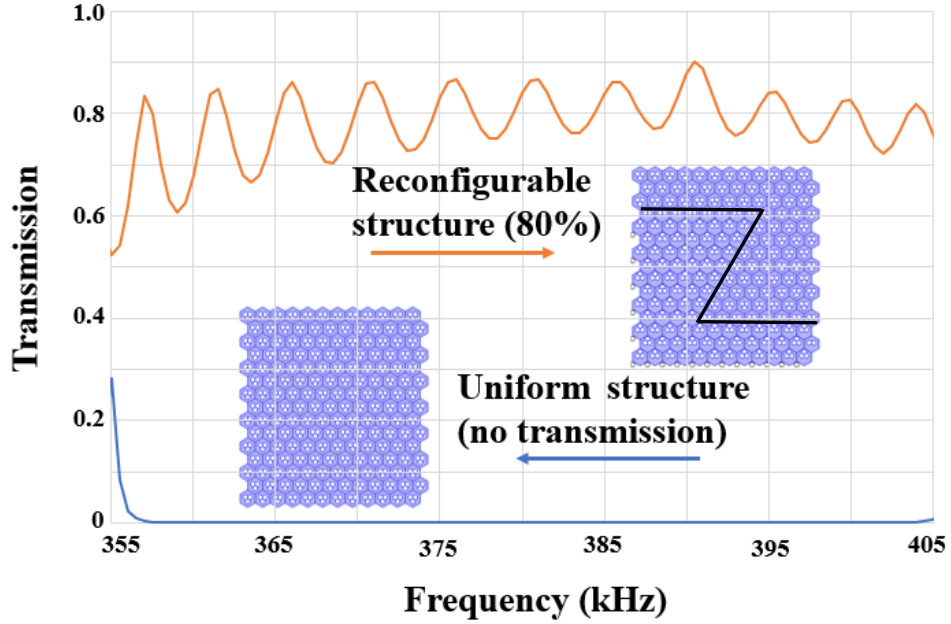 1.0
0.8
0.6
0.4
0.2
0
Transmission
Reconfigurable
structure (80%)
Uniform structure
(no transmission)
355
365
375
385
395
405
Frequency (kHz)